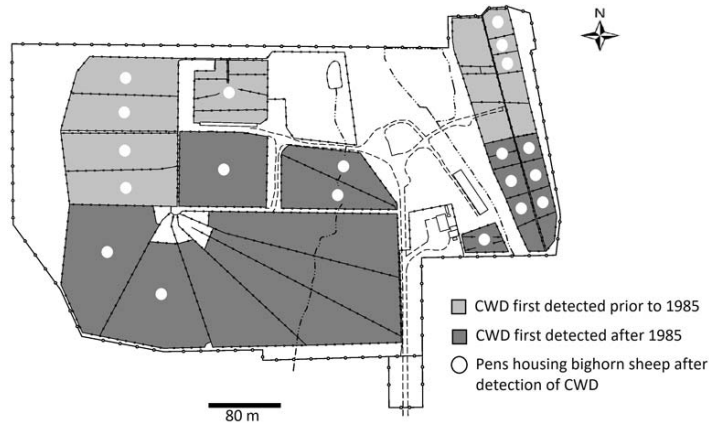 N
CWD first detected prior to 1985
CWD first detected after 1985
Pens housing bighorn sheep after
detection of CWD
80 m